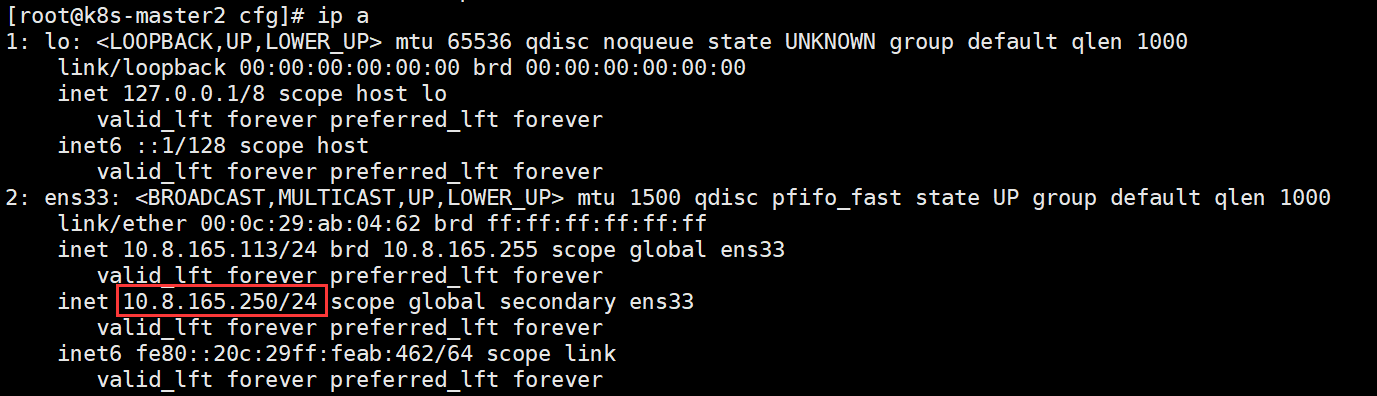 [root@k8s-master2 cfg]# ip a
1: lo: <LOOPBACK,UP,LOWER_UP> mtu 65536 qdisc noqueue state UNKNOWN group default qlen 1000
    link/loopback 00:00:00:00:00:00 brd 00:00:00:00:00:00
    inet 127.0.0.1/8 scope host lo
       valid_lft forever preferred_lft forever
    inet6 ::1/128 scope host
       valid_lft forever preferred_lft forever
2: ens33: <BROADCAST,MULTICAST,UP,LOWER_UP> mtu 1500 qdisc pfifo_fast state UP group default qlen 1000
    link/ether 00:0c:29:ab:04:62 brd ff:ff:ff:ff:ff:ff
    inet 10.8.165.113/24 brd 10.8.165.255 scope global ens33
       valid_lft forever preferred_lft forever
    inet 10.8.165.250/24 scope global secondary ens33
       valid_lft forever preferred_lft forever
    inet6 fe80::20c:29ff:feab:462/64 scope link
       valid_lft forever preferred_lft forever